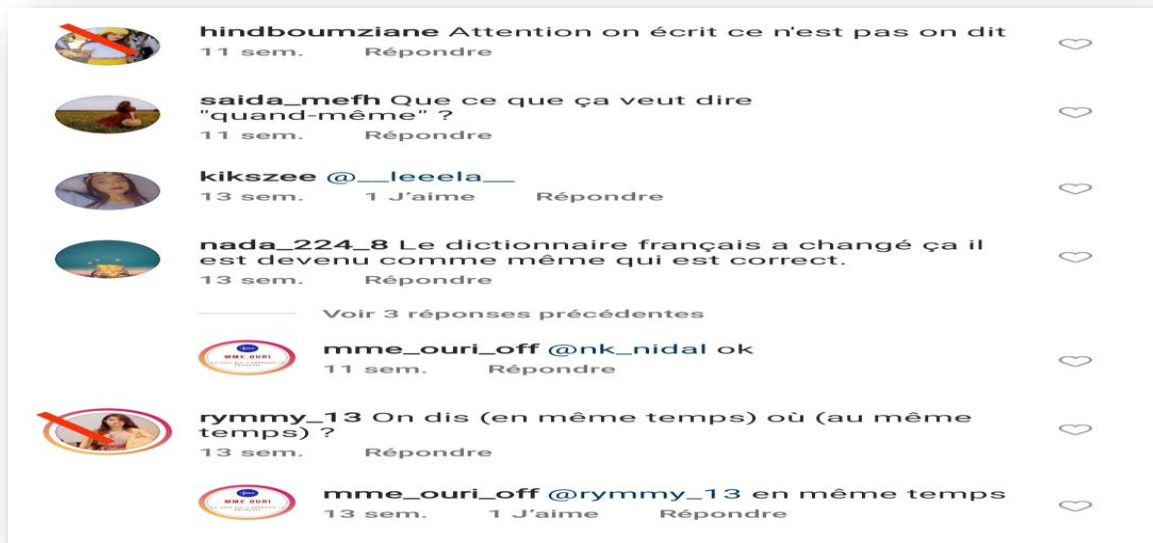 hindboumziane Attention on écrit ce n'est pas on dit
11 sem. Répondre
saida_mefh Que ce que ça veut dire
"quand-même" ?
11 sem. Répondre
kikszee @__leeela__
13 sem. 1 J'aime Répondre
nada_224_8 Le dictionnaire français a changé ça il
est devenu comme même qui est correct.
13 sem. Répondre
Voir 3 réponses précédentes
MME OURI
mme_ouri_off @nk_nidal ok
11 sem. Répondre
rymmy_13 On dis (en même temps) où (au même
temps) ?
13 sem. Répondre
MME OURI
mme_ouri_off @rymmy_13 en même temps
13 sem. 1 J'aime Répondre